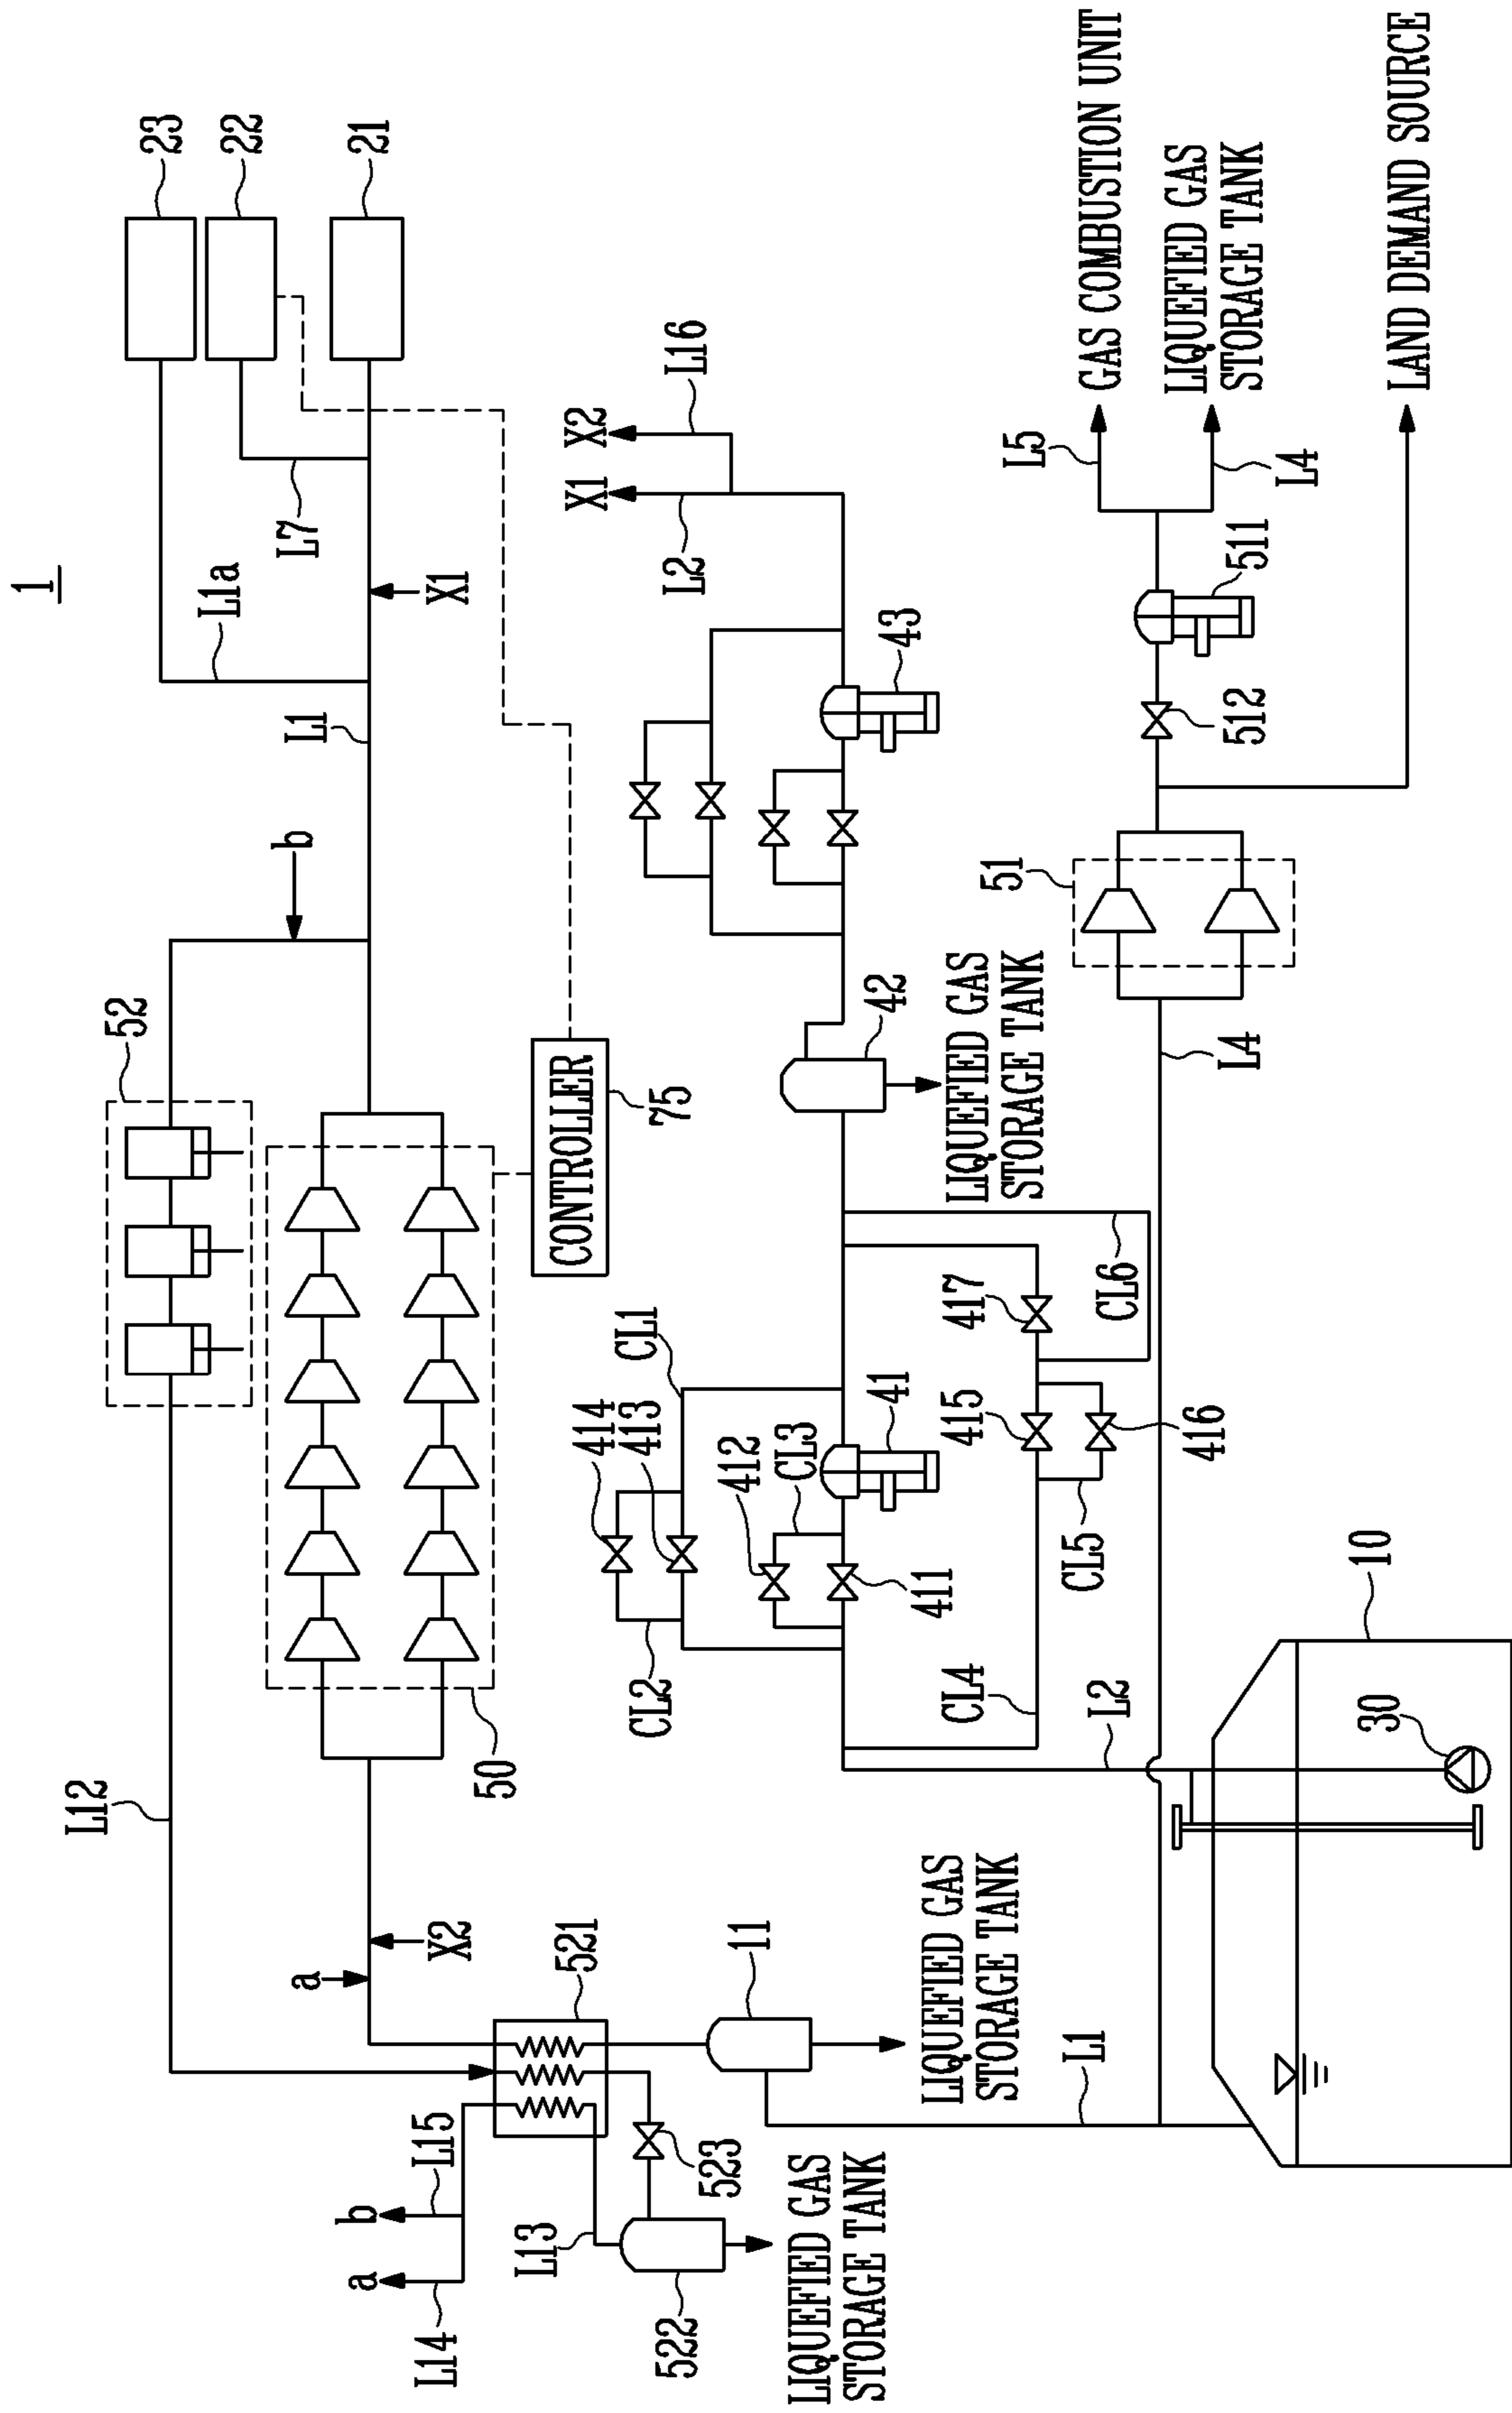 1
23
22
21
L1a
L7
X1
L1
b
52
L12
50
CONTROLLER
75
X2
a
521
11
LIQUEFIED GAS
STORAGE TANK
L1
L15
b
a
L14
L13
523
522
LIQUEFIED GAS
STORAGE TANK
X1
X2
L16
L2
43
42
LIQUEFIED GAS
STORAGE TANK
CL1
414
413
412
CL3
41
CL2
411
417
415
416
CL6
CL5
CL4
L2
10
30
L4
51
512
511
L5
L4
GAS COMBUSTION UNIT
LIQUEFIED GAS
STORAGE TANK
LAND DEMAND SOURCE